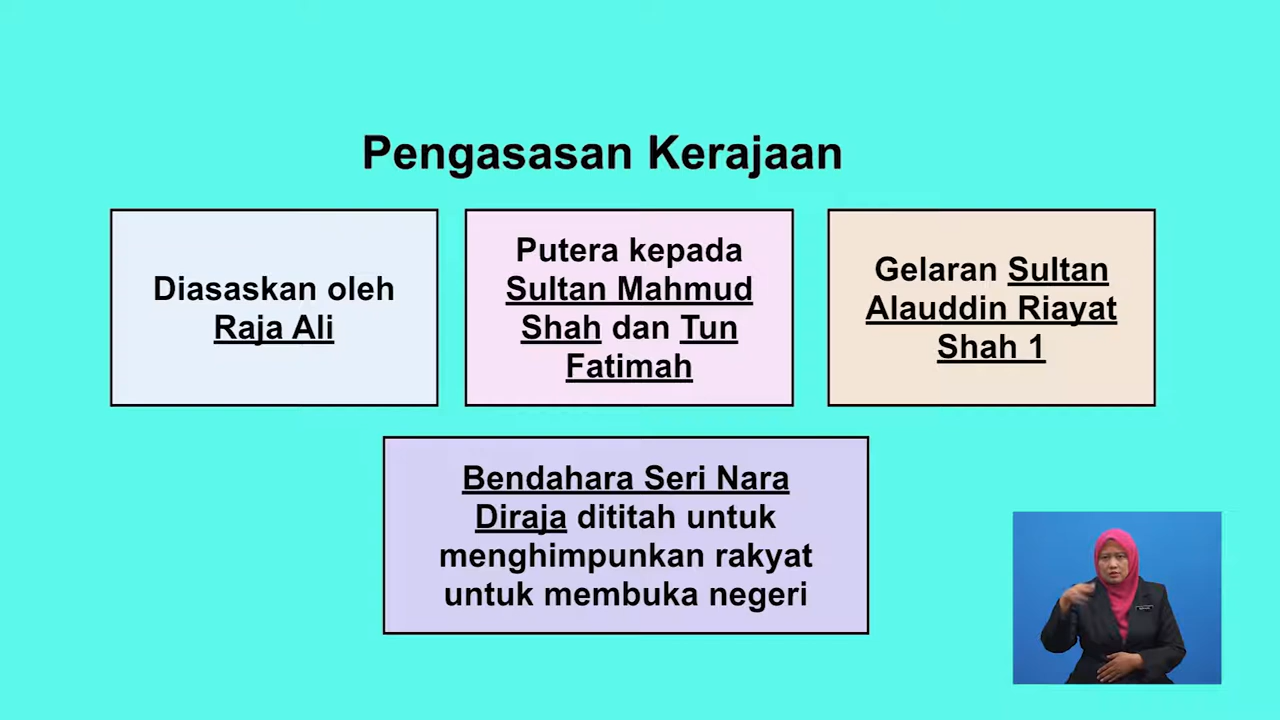 Pengasasan Kerajaan
Diasaskan oleh
Raja Ali
Putera kepada
Sultan Mahmud
Shah dan Tun
Fatimah
Gelaran Sultan
Alauddin Riayat
Shah 1
Bendahara Seri Nara
Diraja dititah untuk
menghimpunkan rakyat
untuk membuka negeri